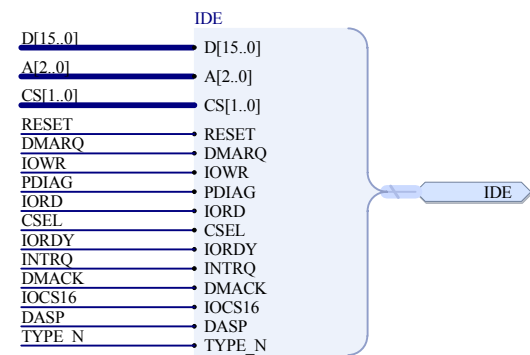 IDE
D[15..0] D[15..0]
A[2..0] A[2..0]
CS[1..0] CS[1..0]
RESET RESET
DMARQ DMARQ
IOWR IOWR
PDIAG PDIAG IDE
IORD IORD
CSEL CSEL
IORDY IORDY
INTRQ INTRQ
DMACK DMACK
IOCS16 IOCS16
DASP DASP
TYPE_N TYPE_N